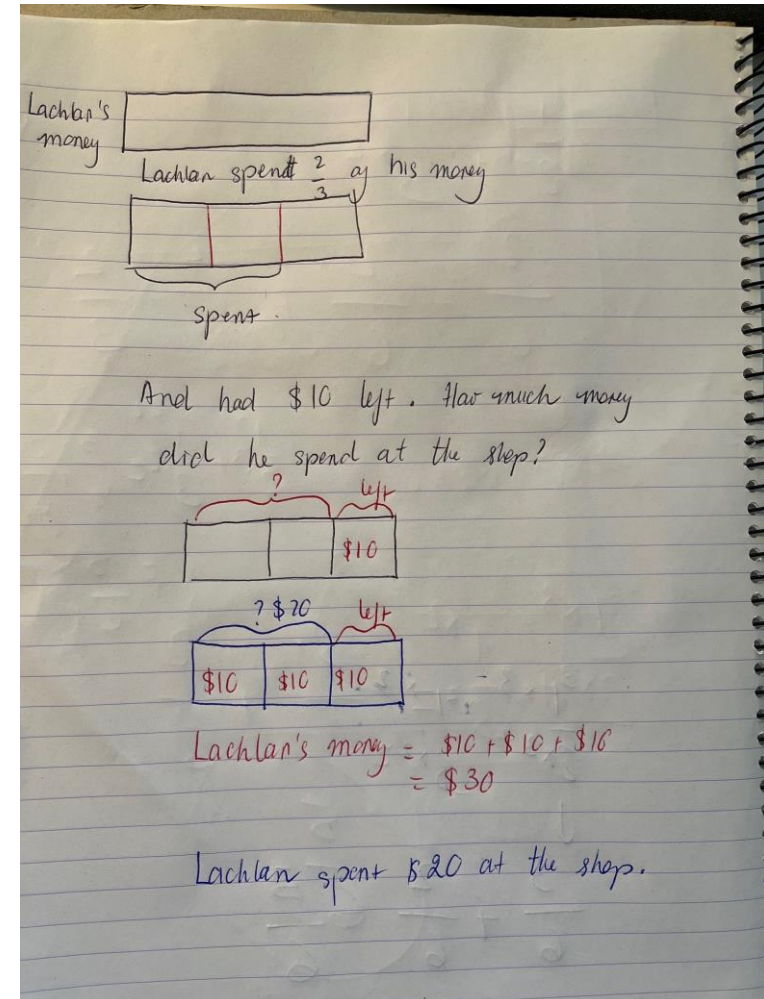 Lachlan's
money
Lachlan spent 2/3 of his money
Spent.
And had $10 left. How much money
did he spend at the shop?
? left
$10
? $20 left
$10 $10 $10
Lachlan's money = $10 + $10 + $10
= $30
Lachlan spent $20 at the shop.